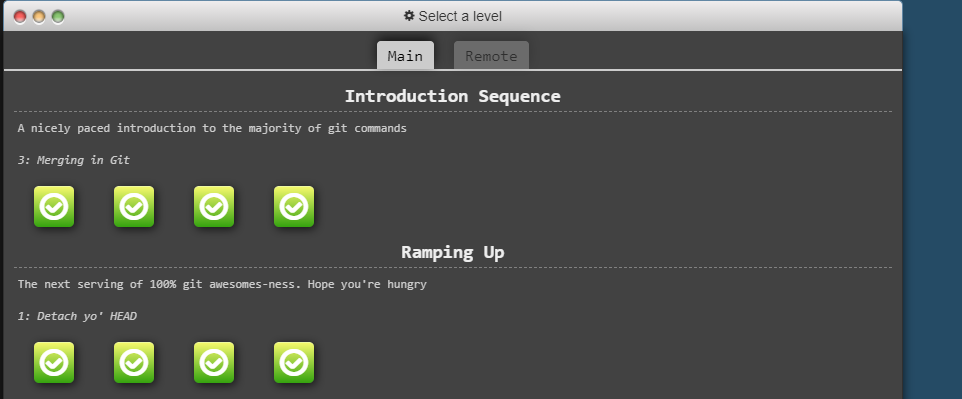 Select a level
Main Remote
Introduction Sequence
A nicely paced introduction to the majority of git commands
3: Merging in Git
Ramping Up
The next serving of 100% git awesomes-ness. Hope you're hungry
1: Detach yo' HEAD